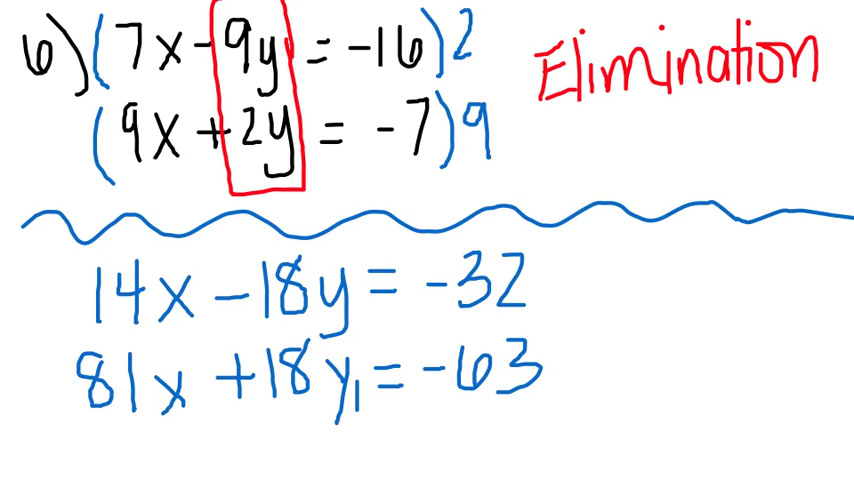 6) (7x - 9y = -16)2
Elimination
(9x + 2y = -7)9
14x - 18y = -32
81x + 18y = -63